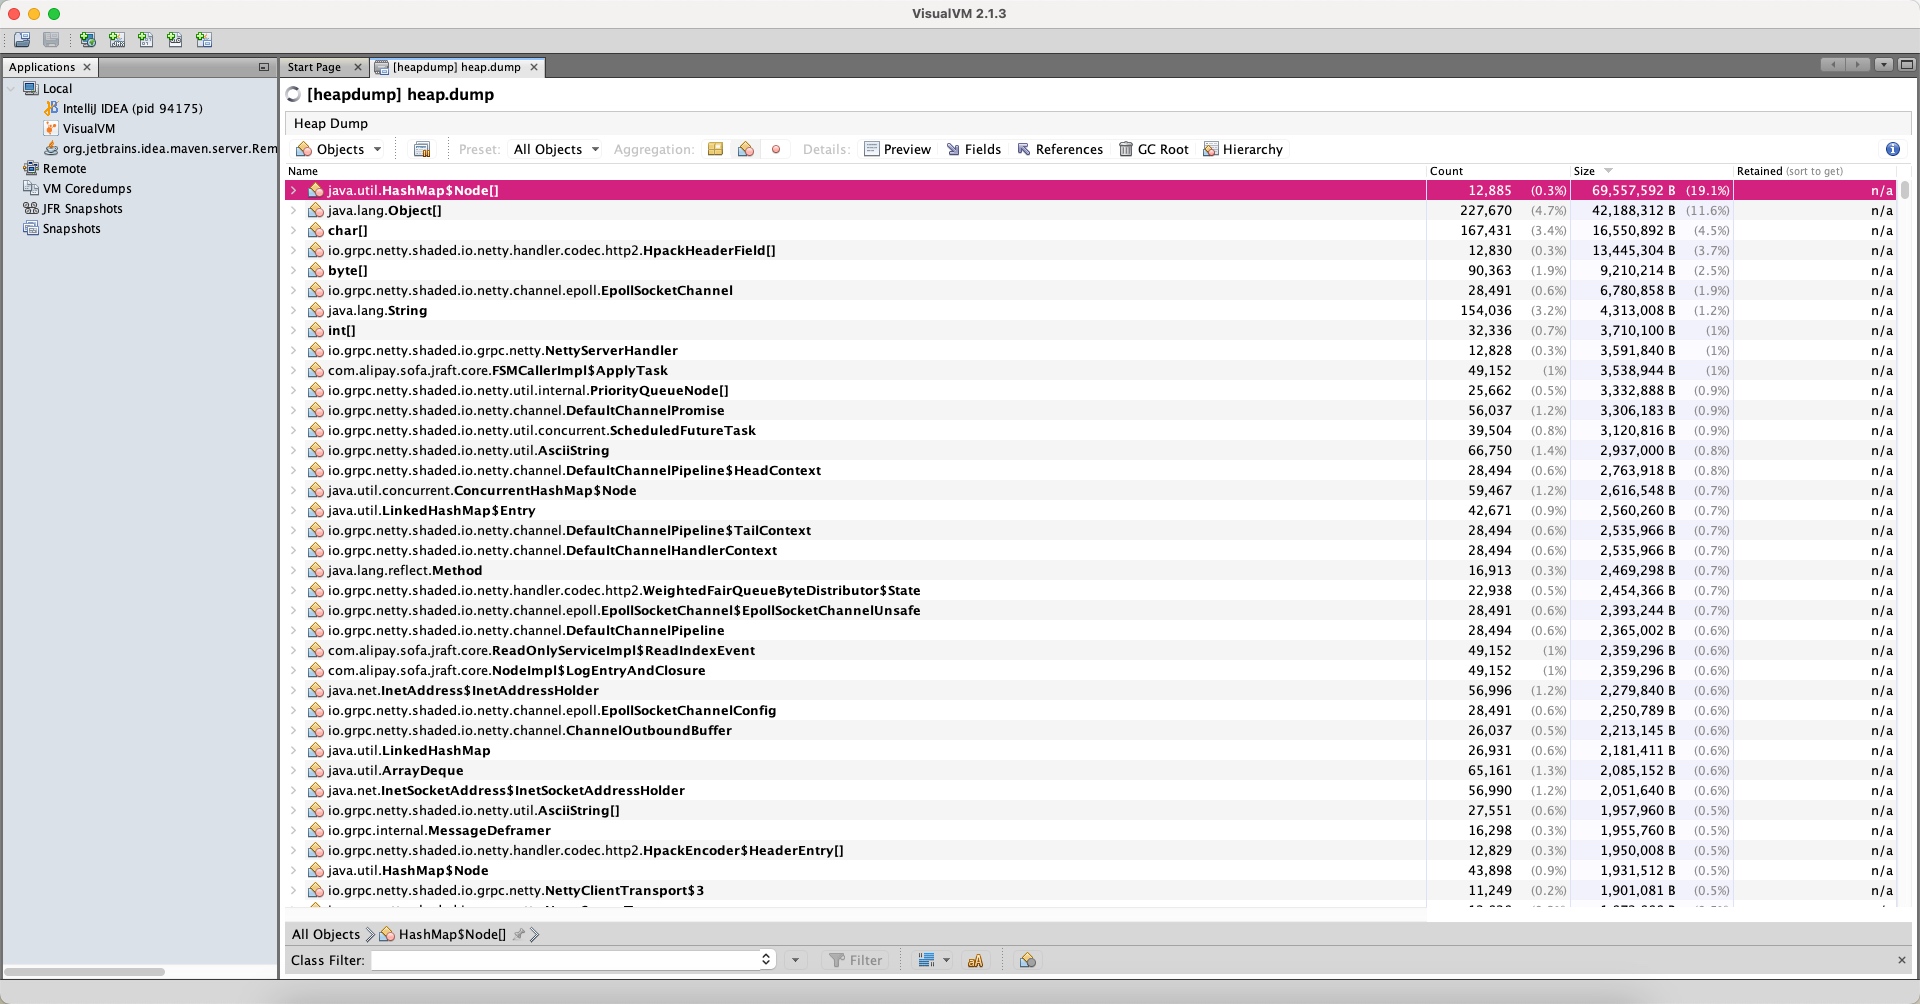 VisualVM 2.1.3
Applications
Start Page
[heapdump] heap.dump
Local
IntelliJ IDEA (pid 94175)
VisualVM
org.jetbrains.idea.maven.server.Rem
Remote
VM Coredumps
JFR Snapshots
Snapshots
[heapdump] heap.dump
Heap Dump
Objects Preset: All Objects Aggregation: Details: Preview Fields References GC Root Hierarchy
Name Count Size Retained (sort to get)
java.util.HashMap$Node[] 12,885 (0.3%) 69,557,592 B (19.1%) n/a
java.lang.Object[] 227,670 (4.7%) 42,188,312 B (11.6%) n/a
char[] 167,431 (3.4%) 16,550,892 B (4.5%) n/a
io.grpc.netty.shaded.io.netty.handler.codec.http2.HpackHeaderField[] 12,830 (0.3%) 13,445,304 B (3.7%) n/a
byte[] 90,363 (1.9%) 9,210,214 B (2.5%) n/a
io.grpc.netty.shaded.io.netty.channel.epoll.EpollSocketChannel 28,491 (0.6%) 6,780,858 B (1.9%) n/a
java.lang.String 154,036 (3.2%) 4,313,008 B (1.2%) n/a
int[] 32,336 (0.7%) 3,710,100 B (1%) n/a
io.grpc.netty.shaded.io.grpc.netty.NettyServerHandler 12,828 (0.3%) 3,591,840 B (1%) n/a
com.alipay.sofa.jraft.core.FSMCallerImpl$ApplyTask 49,152 (1%) 3,538,944 B (1%) n/a
io.grpc.netty.shaded.io.netty.util.internal.PriorityQueueNode[] 25,662 (0.5%) 3,332,888 B (0.9%) n/a
io.grpc.netty.shaded.io.netty.channel.DefaultChannelPromise 56,037 (1.2%) 3,306,183 B (0.9%) n/a
io.grpc.netty.shaded.io.netty.util.concurrent.ScheduledFutureTask 39,504 (0.8%) 3,120,816 B (0.9%) n/a
io.grpc.netty.shaded.io.netty.util.AsciiString 66,750 (1.4%) 2,937,000 B (0.8%) n/a
io.grpc.netty.shaded.io.netty.channel.DefaultChannelPipeline$HeadContext 28,494 (0.6%) 2,763,918 B (0.8%) n/a
java.util.concurrent.ConcurrentHashMap$Node 59,467 (1.2%) 2,616,548 B (0.7%) n/a
java.util.LinkedHashMap$Entry 42,671 (0.9%) 2,560,260 B (0.7%) n/a
io.grpc.netty.shaded.io.netty.channel.DefaultChannelPipeline$TailContext 28,494 (0.6%) 2,535,966 B (0.7%) n/a
io.grpc.netty.shaded.io.netty.channel.DefaultChannelHandlerContext 28,494 (0.6%) 2,535,966 B (0.7%) n/a
java.lang.reflect.Method 16,913 (0.3%) 2,469,298 B (0.7%) n/a
io.grpc.netty.shaded.io.netty.handler.codec.http2.WeightedFairQueueByteDistributor$State 22,938 (0.5%) 2,454,366 B (0.7%) n/a
io.grpc.netty.shaded.io.netty.channel.epoll.EpollSocketChannel$EpollSocketChannelUnsafe 28,491 (0.6%) 2,393,244 B (0.7%) n/a
io.grpc.netty.shaded.io.netty.channel.DefaultChannelPipeline 28,494 (0.6%) 2,365,002 B (0.6%) n/a
com.alipay.sofa.jraft.core.ReadOnlyServiceImpl$ReadIndexEvent 49,152 (1%) 2,359,296 B (0.6%) n/a
com.alipay.sofa.jraft.core.NodeImpl$LogEntryAndClosure 49,152 (1%) 2,359,296 B (0.6%) n/a
java.net.InetAddress$InetAddressHolder 56,996 (1.2%) 2,279,840 B (0.6%) n/a
io.grpc.netty.shaded.io.netty.channel.epoll.EpollSocketChannelConfig 28,491 (0.6%) 2,250,789 B (0.6%) n/a
io.grpc.netty.shaded.io.netty.channel.ChannelOutboundBuffer 26,037 (0.5%) 2,213,145 B (0.6%) n/a
java.util.LinkedHashMap 26,931 (0.6%) 2,181,411 B (0.6%) n/a
java.util.ArrayDeque 65,161 (1.3%) 2,085,152 B (0.6%) n/a
java.net.InetSocketAddress$InetSocketAddressHolder 56,990 (1.2%) 2,051,640 B (0.6%) n/a
io.grpc.netty.shaded.io.netty.util.AsciiString[] 27,551 (0.6%) 1,957,960 B (0.5%) n/a
io.grpc.internal.MessageDeframer 16,298 (0.3%) 1,955,760 B (0.5%) n/a
io.grpc.netty.shaded.io.netty.handler.codec.http2.HpackEncoder$HeaderEntry[] 12,829 (0.3%) 1,950,008 B (0.5%) n/a
java.util.HashMap$Node 43,898 (0.9%) 1,931,512 B (0.5%) n/a
io.grpc.netty.shaded.io.grpc.netty.NettyClientTransport$3 11,249 (0.2%) 1,901,081 B (0.5%) n/a
All Objects HashMap$Node[]
Class Filter: Filter aA